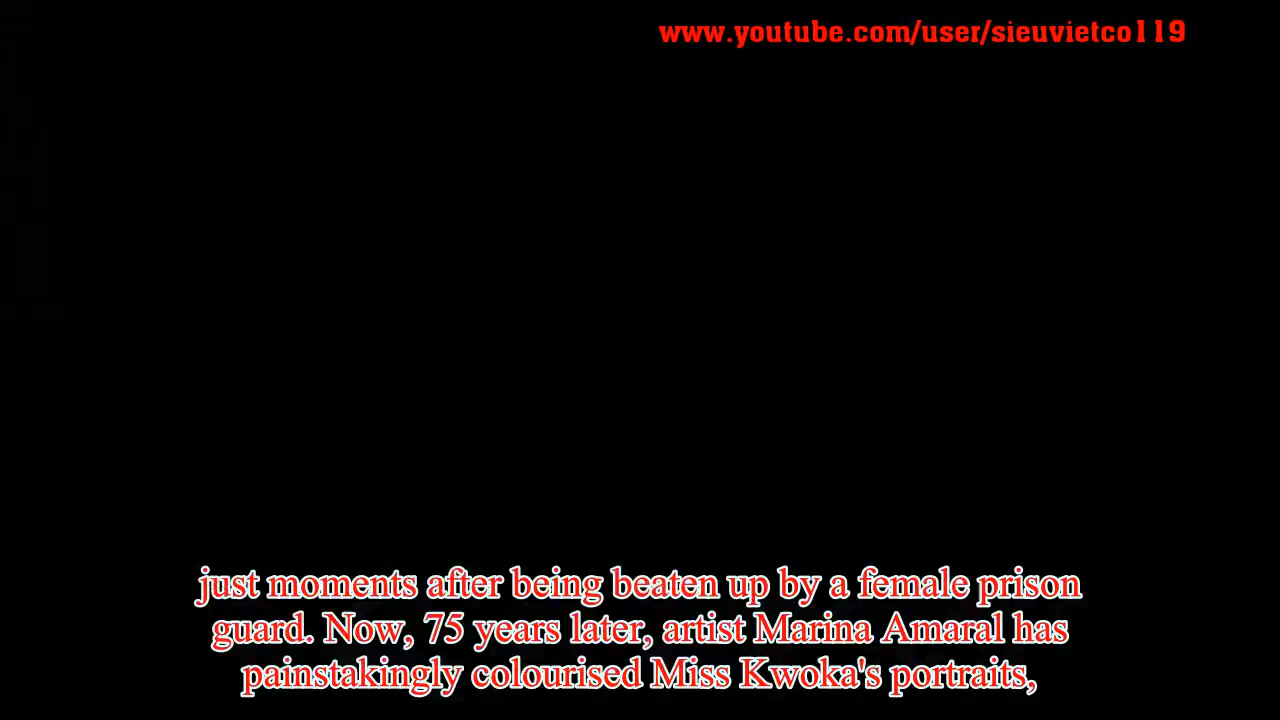 www.youtube.com/user/sieuvietco119
just moments after being beaten up by a female prison
guard. Now, 75 years later, artist Marina Amaral has
painstakingly colourised Miss Kwoka's portraits,